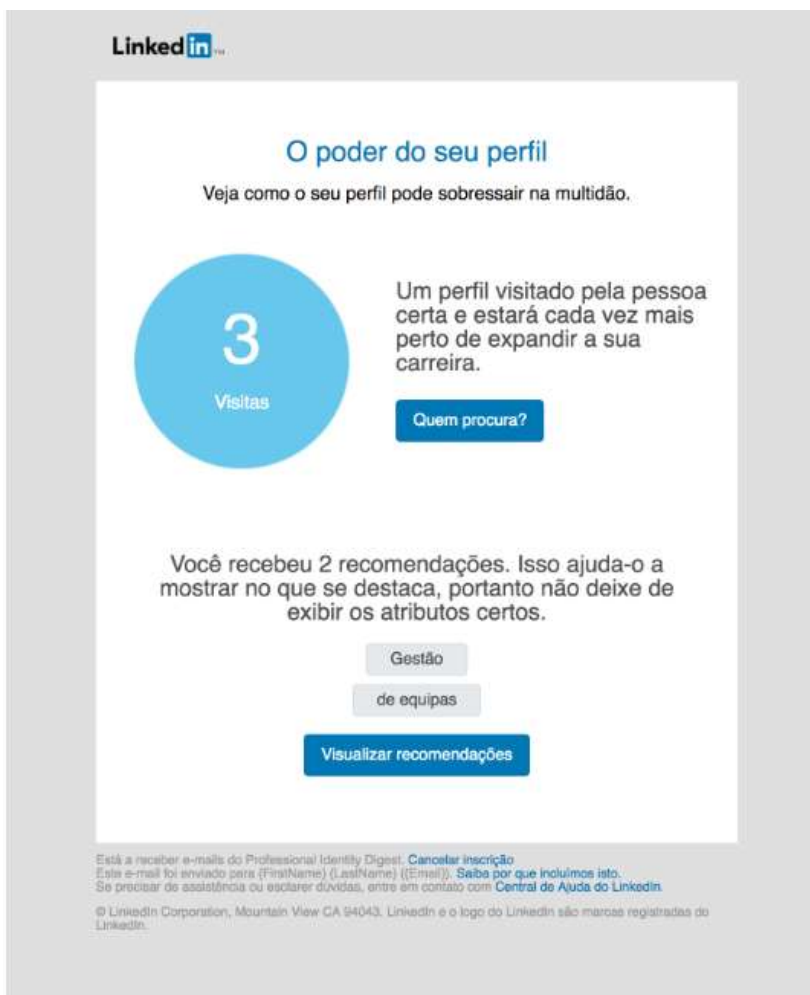 Linked in
O poder do seu perfil
Veja como o seu perfil pode sobressair na multidão.
3
Visitas
Um perfil visitado pela pessoa
certa e estará cada vez mais
perto de expandir a sua
carreira.
Quem procura?
Você recebeu 2 recomendações. Isso ajuda-o a
mostrar no que se destaca, portanto não deixe de
exibir os atributos certos.
Gestão
de equipas
Visualizar recomendações
Está a receber e-mails do Professional Identity Digest. Cancelar inscrição
Este e-mail foi enviado para {FirstName} {LastName} ({Email}). Saiba por que incluímos isto.
Se precisar de assistência ou esclarer dúvidas, entre em contato com Central de Ajuda do LinkedIn.
© LinkedIn Corporation, Mountain View CA 94043. LinkedIn e o logo do LinkedIn são marcas registradas do
LinkedIn.